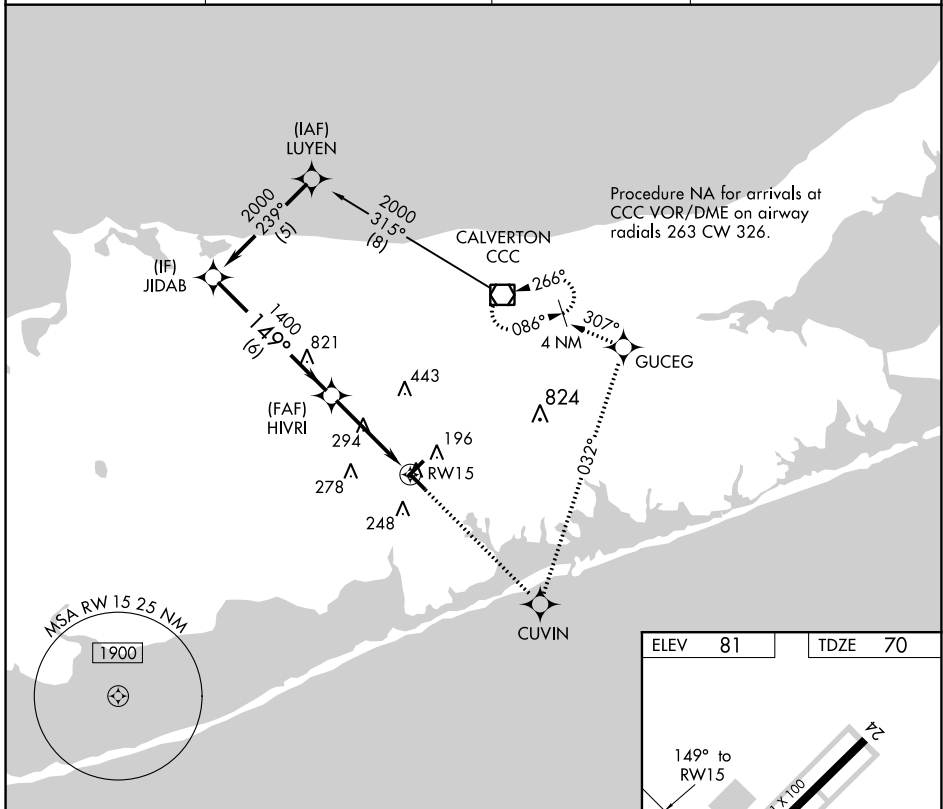 (IAF)
LUYEN
2000
239°
(5)
2000
315°
(8)
Procedure NA for arrivals at
CCC VOR/DME on airway
radials 263 CW 326.
CALVERTON
CCC
(IF)
JIDAB
266°
086°
4 NM
307°
GUCEG
1400
149°
(6)
821
443
824
(FAF)
HIVRI
294
196
RW15
278
248
032°
CUVIN
MSA RW 15 25 NM
1900
ELEV 81
TDZE 70
24
149° to
RW15
X 100